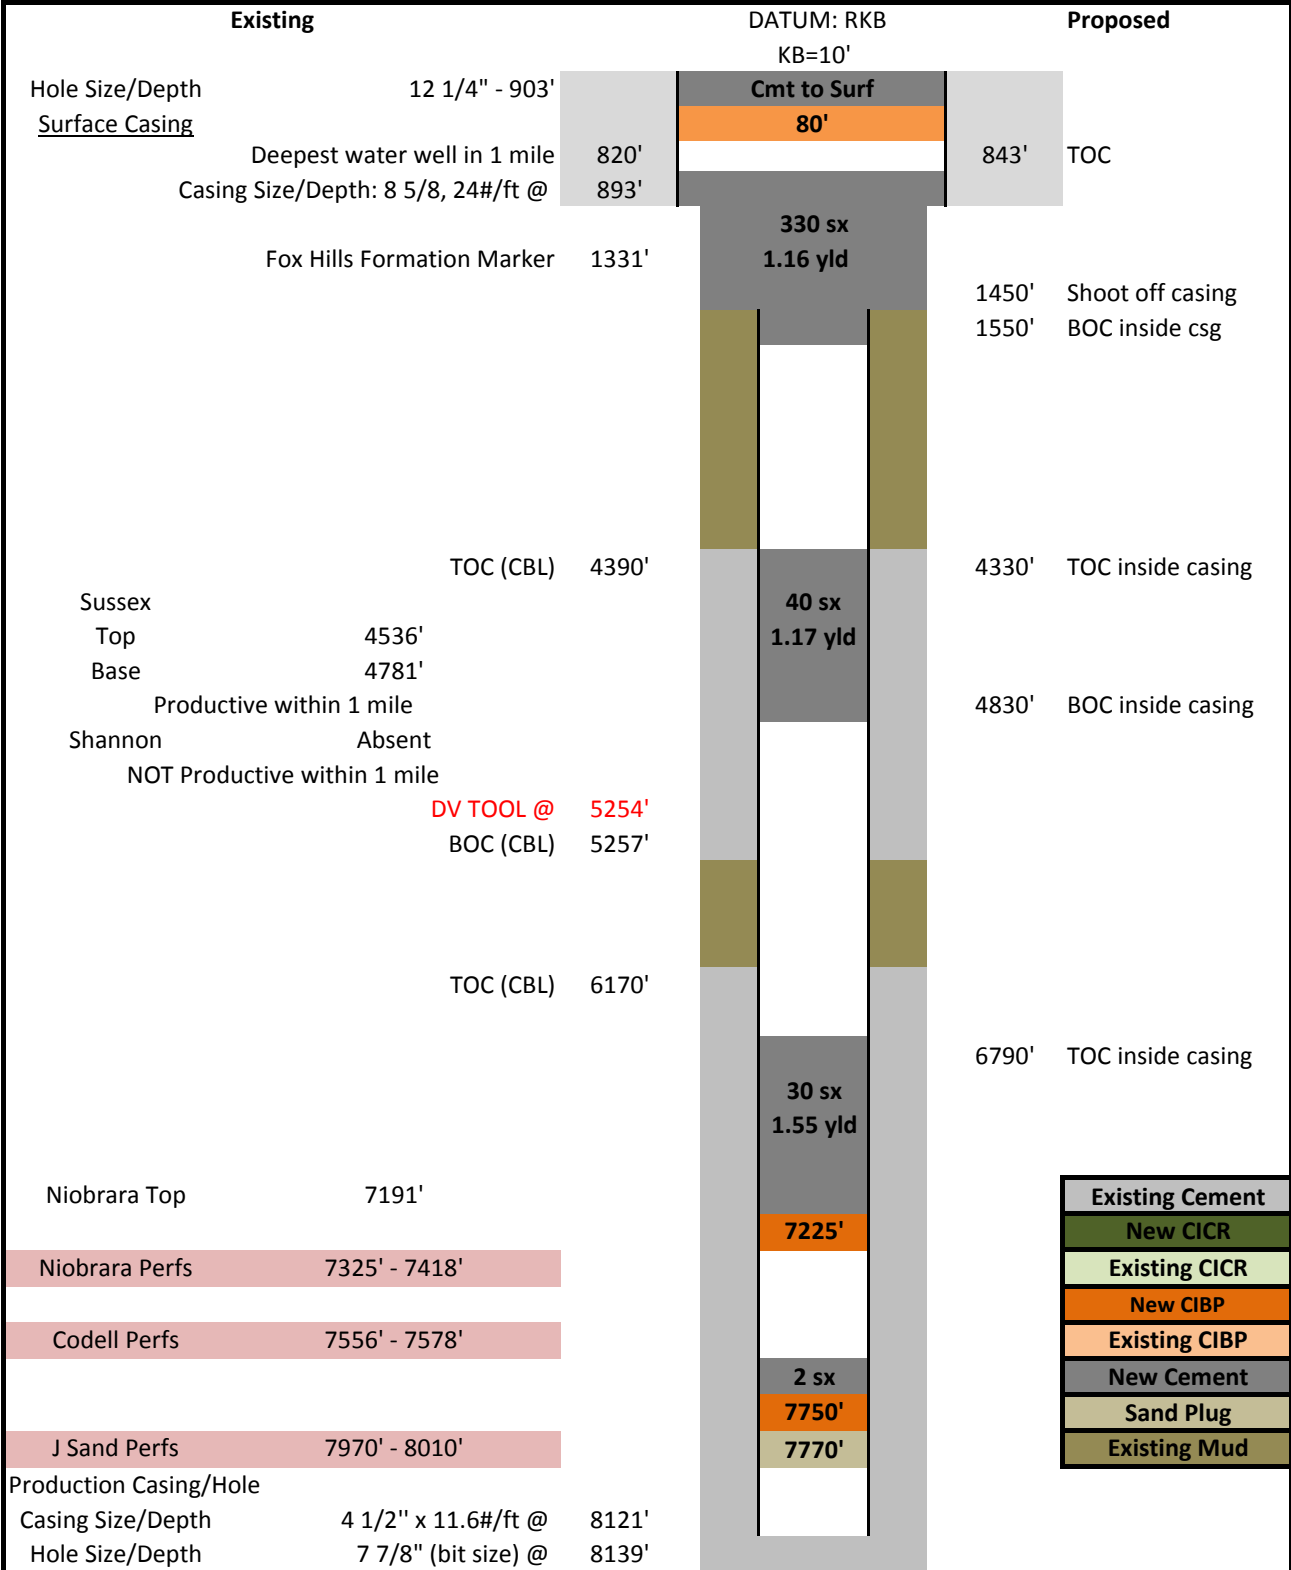 Existing DATUM: RKB Proposed
KB=10'
Hole Size/Depth 12 1/4" - 903' Cmt to Surf
Surface Casing 80'
Deepest water well in 1 mile 820' 843' TOC
Casing Size/Depth: 8 5/8, 24#/ft @ 893'
330 sx
Fox Hills Formation Marker 1331' 1.16 yld
1450' Shoot off casing
1550' BOC inside csg
TOC (CBL) 4390' 4330' TOC inside casing
Sussex 40 sx
Top 4536' 1.17 yld
Base 4781'
Productive within 1 mile 4830' BOC inside casing
Shannon Absent
NOT Productive within 1 mile
DV TOOL @ 5254'
BOC (CBL) 5257'
TOC (CBL) 6170'
6790' TOC inside casing
30 sx
1.55 yld
Niobrara Top 7191' Existing Cement
7225' New CICR
Niobrara Perfs 7325' - 7418' Existing CICR
New CIBP
Codell Perfs 7556' - 7578' Existing CIBP
2 sx New Cement
7750' Sand Plug
J Sand Perfs 7970' - 8010' 7770' Existing Mud
Production Casing/Hole
Casing Size/Depth 4 1/2'' x 11.6#/ft @ 8121'
Hole Size/Depth 7 7/8" (bit size) @ 8139'